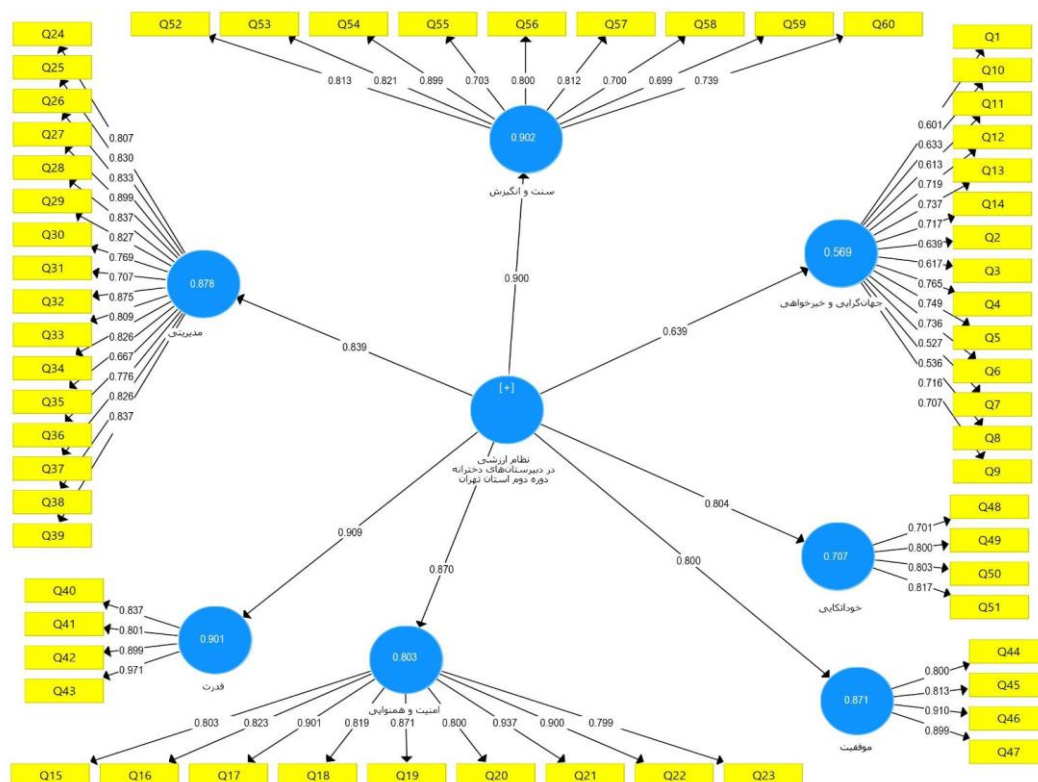 Q52 Q53 Q54 Q55 Q56 Q57 Q58 Q59 Q60
0.813 0.821 0.899 0.703 0.800 0.812 0.700 0.699 0.739
0.902
سنت و انگیزش
0.900
Q24
Q25
Q26
Q27
Q28
Q29
Q30
Q31
Q32
Q33
Q34
Q35
Q36
Q37
Q38
Q39
0.807
0.830
0.833
0.899
0.837
0.827
0.769
0.707
0.875
0.809
0.826
0.667
0.776
0.826
0.837
0.878
مدیریتی
0.839
Q1
Q10
Q11
Q12
Q13
Q14
Q2
Q3
Q4
Q5
Q6
Q7
Q8
Q9
0.601
0.633
0.613
0.719
0.737
0.717
0.639
0.617
0.765
0.749
0.736
0.527
0.536
0.716
0.707
0.569
جهان‌گرایی و خیرخواهی
0.639
[+]
نظام ارزشی
در دبیرستان‌های دخترانه
دوره دوم استان تهران
0.804
0.707
خوداتکایی
0.701
0.800
0.803
0.817
Q48
Q49
Q50
Q51
0.909
0.901
قدرت
0.837
0.801
0.899
0.971
Q40
Q41
Q42
Q43
0.870
0.803
امنیت و همنوایی
0.803 0.823 0.901 0.819 0.871 0.800 0.937 0.900 0.799
Q15 Q16 Q17 Q18 Q19 Q20 Q21 Q22 Q23
0.800
0.871
موفقیت
0.800
0.813
0.910
0.899
Q44
Q45
Q46
Q47